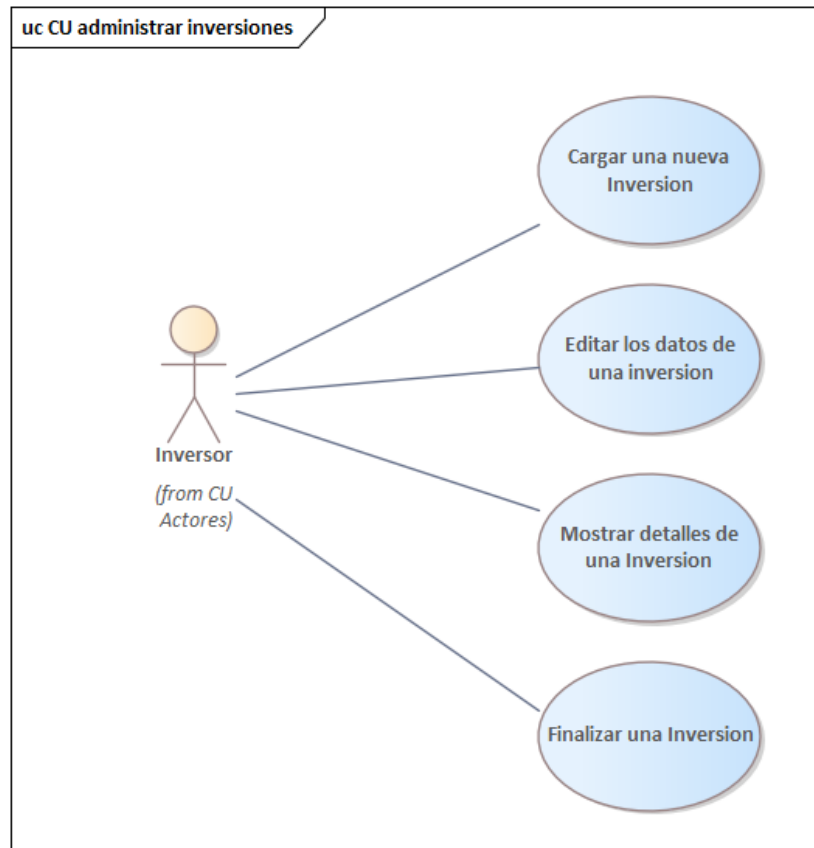 uc CU administrar inversiones
Cargar una nueva
Inversion
Editar los datos de
una inversion
Inversor
(from CU
Actores)
Mostrar detalles de
una Inversion
Finalizar una Inversion